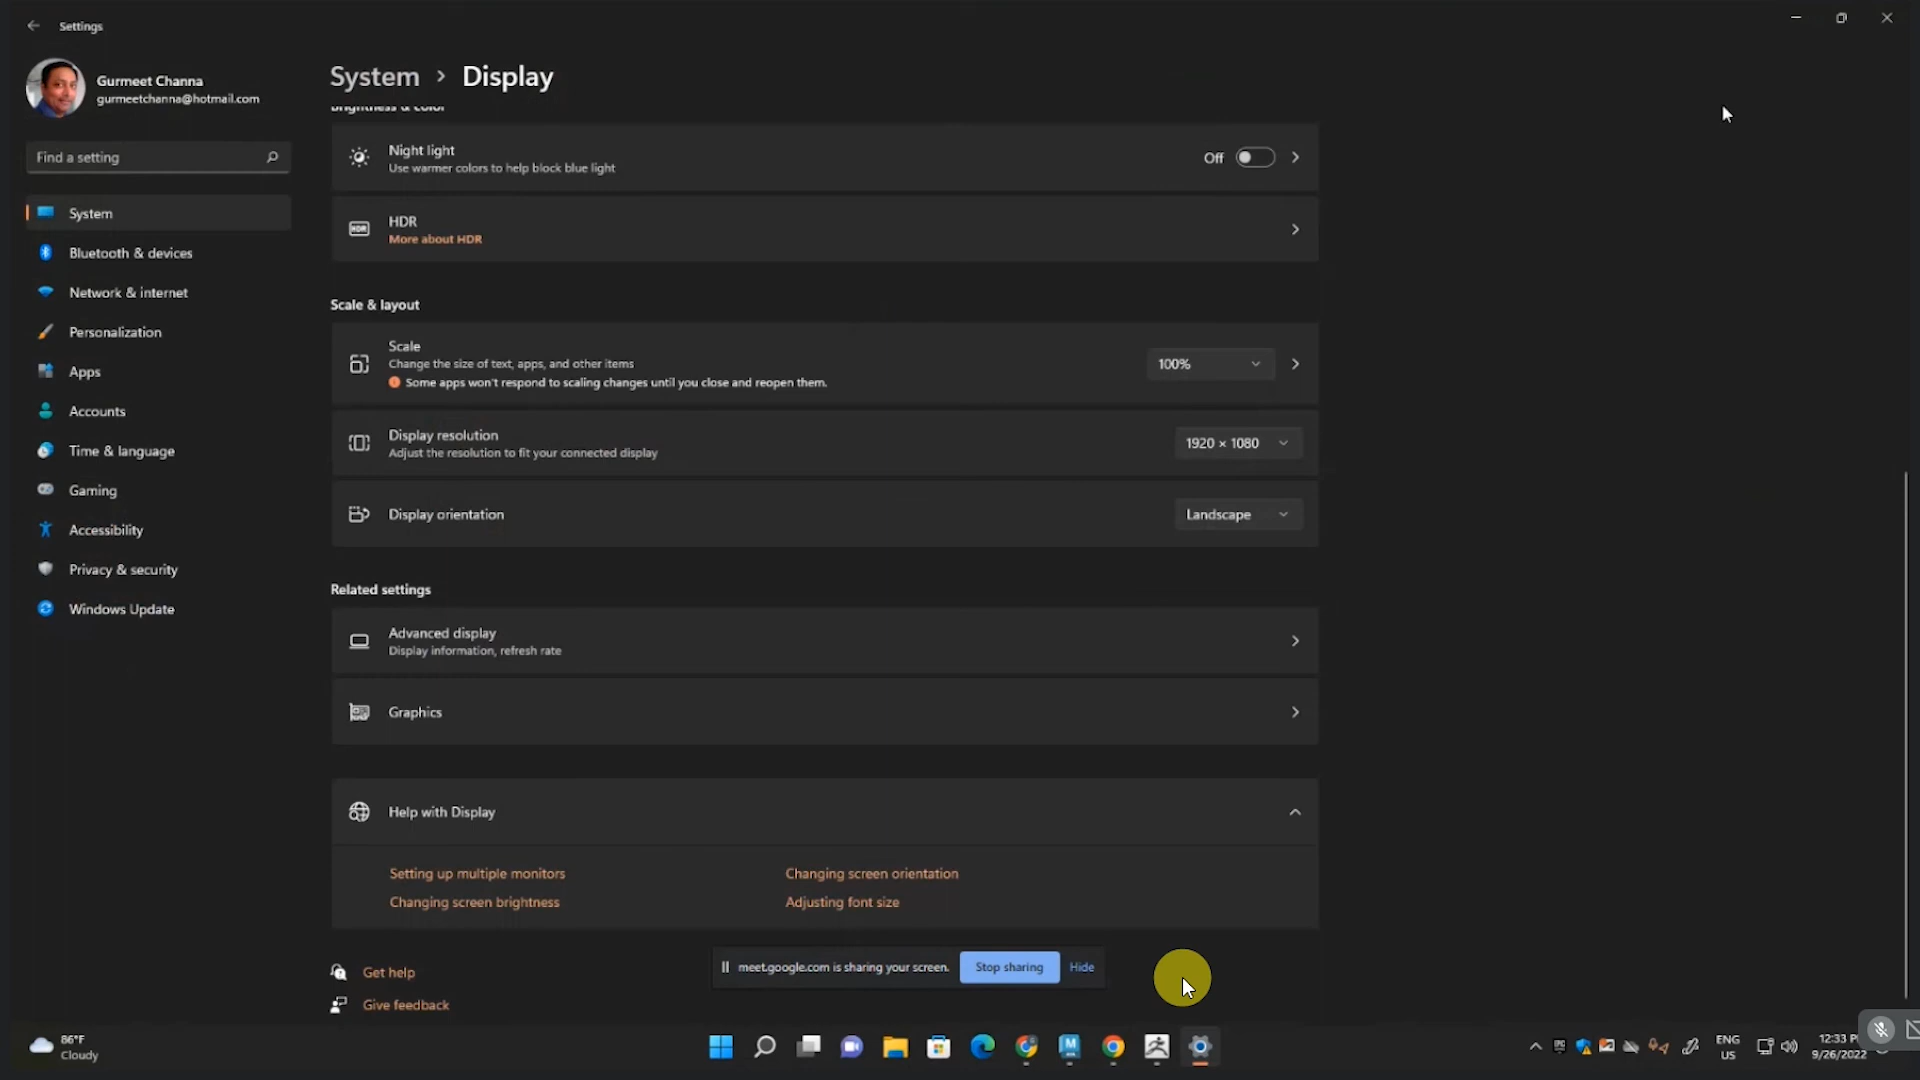 Settings
Gurmeet Channa
gurmeetchanna@hotmail.com
Find a setting
System
Bluetooth & devices
Network & internet
Personalization
Apps
Accounts
Time & language
Gaming
Accessibility
Privacy & security
Windows Update
System > Display
Brightness & color
Night light
Use warmer colors to help block blue light
Off
HDR
HDR
More about HDR
Scale & layout
Scale
Change the size of text, apps, and other items
Some apps won't respond to scaling changes until you close and reopen them.
100%
Display resolution
Adjust the resolution to fit your connected display
1920 × 1080
Display orientation
Landscape
Related settings
Advanced display
Display information, refresh rate
Graphics
Help with Display
Setting up multiple monitors
Changing screen orientation
Changing screen brightness
Adjusting font size
meet.google.com is sharing your screen.
Stop sharing
Hide
Get help
Give feedback
86°F
Cloudy
M
ENG
US
12:33 P
9/26/2022